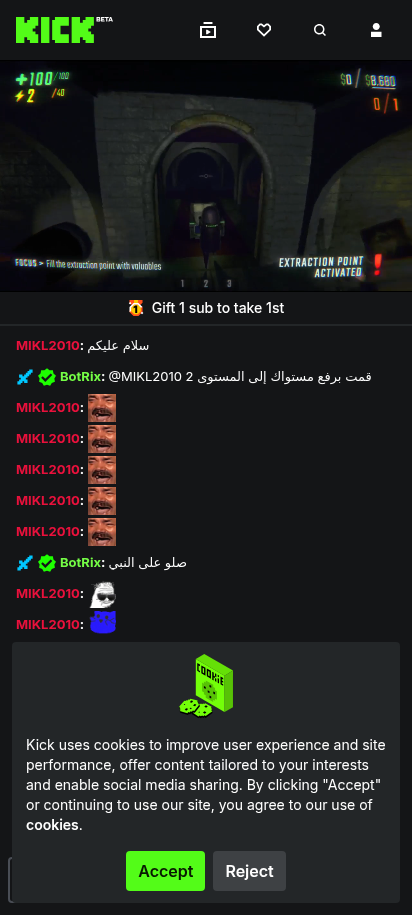 KICK BETA
+100/100
2 /40
$0 / $8,680
0 / 1
FOCUS > Fill the extraction point with valuables
EXTRACTION POINT
ACTIVATED !
1 2 3
Gift 1 sub to take 1st
MIKL2010: سلام عليكم
BotRix: @MIKL2010 قمت برفع مستواك إلى المستوى 2
MIKL2010:
MIKL2010:
MIKL2010:
MIKL2010:
MIKL2010:
BotRix: صلو على النبي
MIKL2010:
MIKL2010:
COOKIE
Kick uses cookies to improve user experience and site
performance, offer content tailored to your interests
and enable social media sharing. By clicking "Accept"
or continuing to use our site, you agree to our use of
cookies.
Accept
Reject